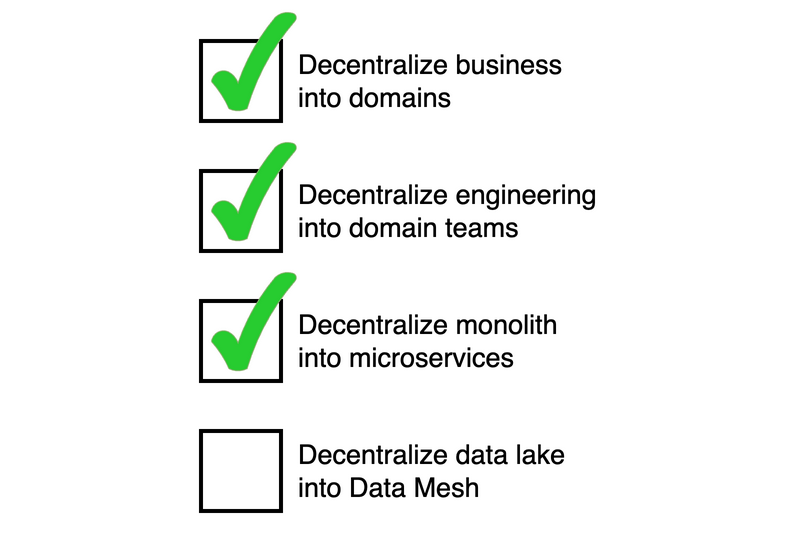 Decentralize business
into domains
Decentralize engineering
into domain teams
Decentralize monolith
into microservices
Decentralize data lake
into Data Mesh